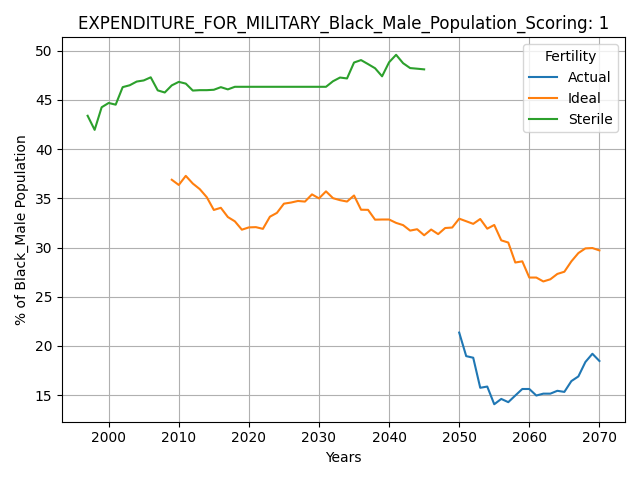 EXPENDITURE_FOR_MILITARY_Black_Male_Population_Scoring: 1
% of Black_Male Population
50
45
40
35
30
25
20
15
Fertility
Actual
Ideal
Sterile
2000 2010 2020 2030 2040 2050 2060 2070
Years